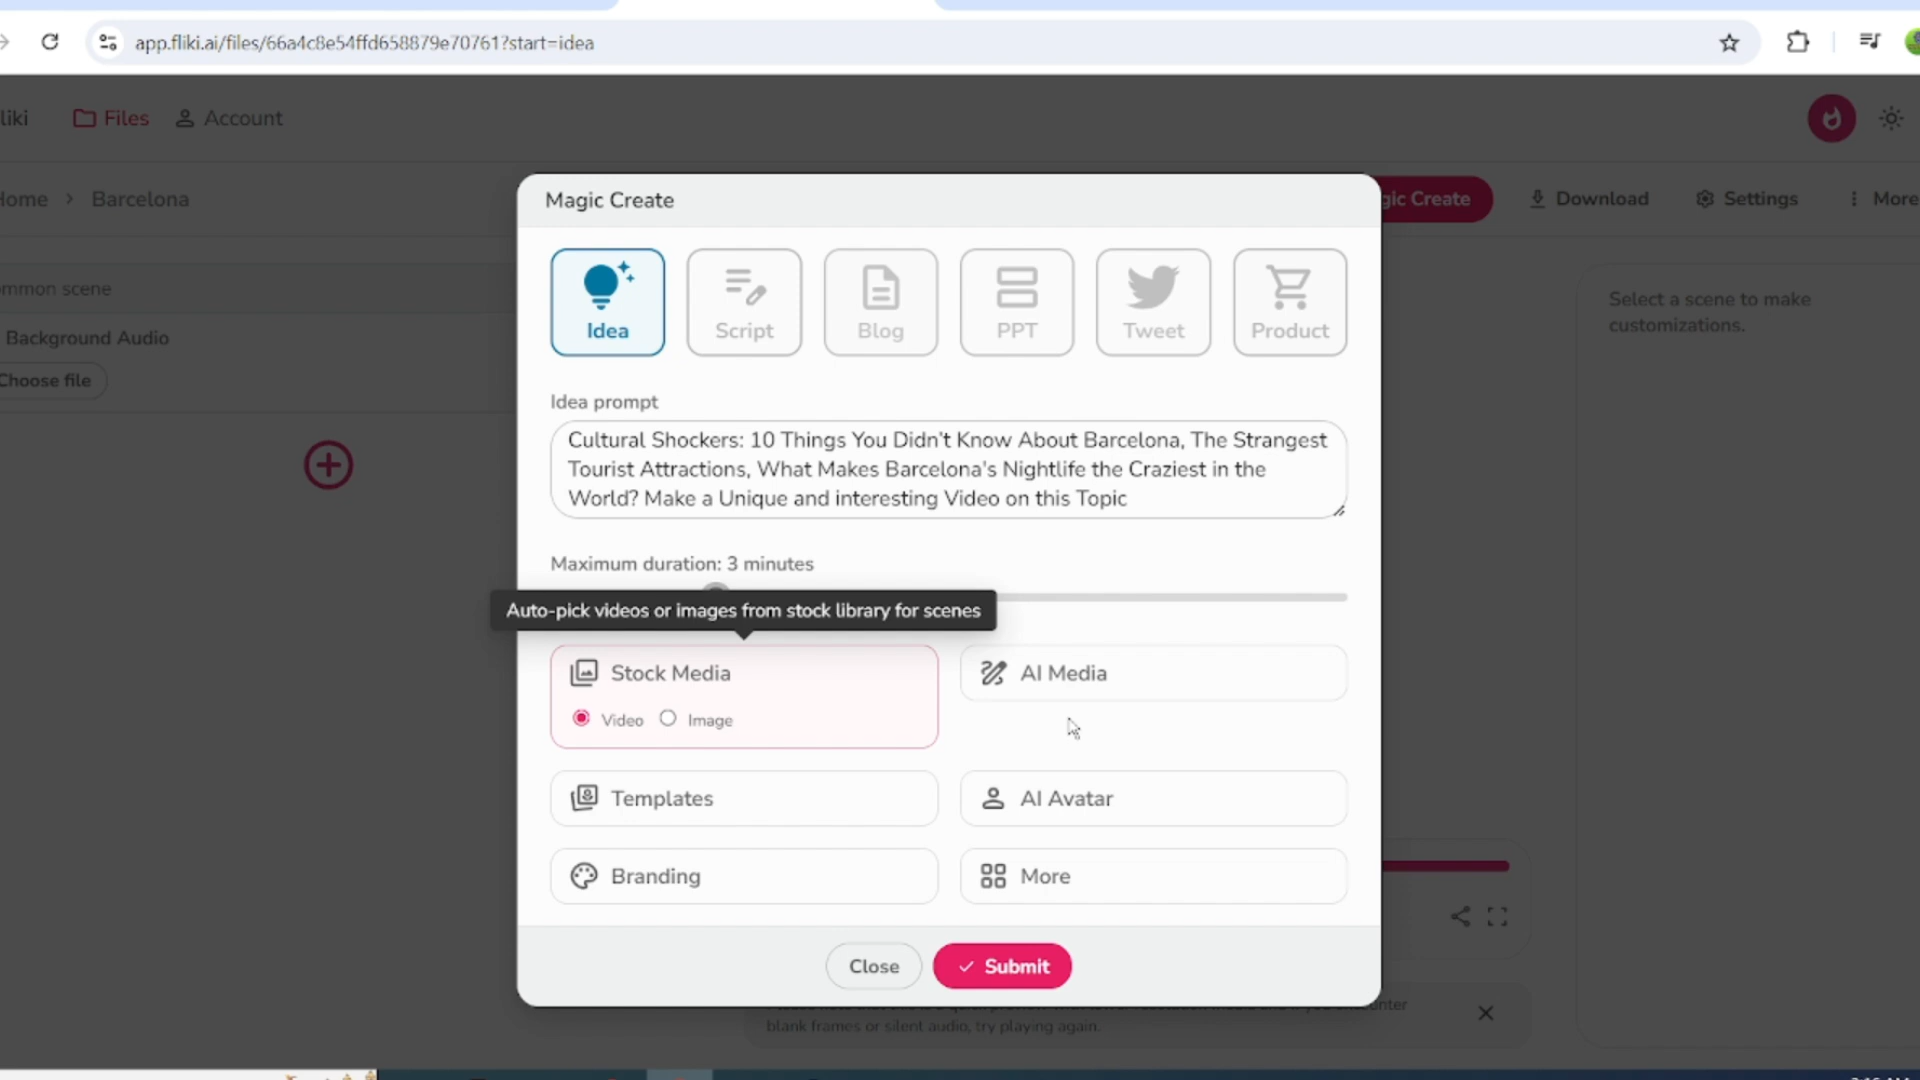 app.fliki.ai/files/66a4c8e54ffd658879e70761?start=idea
liki Files Account
Home > Barcelona
gic Create Download Settings More
Magic Create
mmon scene
Background Audio
Choose file
Select a scene to make
customizations.
Idea Script Blog PPT Tweet Product
Idea prompt
Cultural Shockers: 10 Things You Didn't Know About Barcelona, The Strangest
Tourist Attractions, What Makes Barcelona's Nightlife the Craziest in the
World? Make a Unique and interesting Video on this Topic
Maximum duration: 3 minutes
Auto-pick videos or images from stock library for scenes
Stock Media AI Media
Video Image
Templates AI Avatar
Branding More
Close Submit
blank frames or silent audio, try playing again.